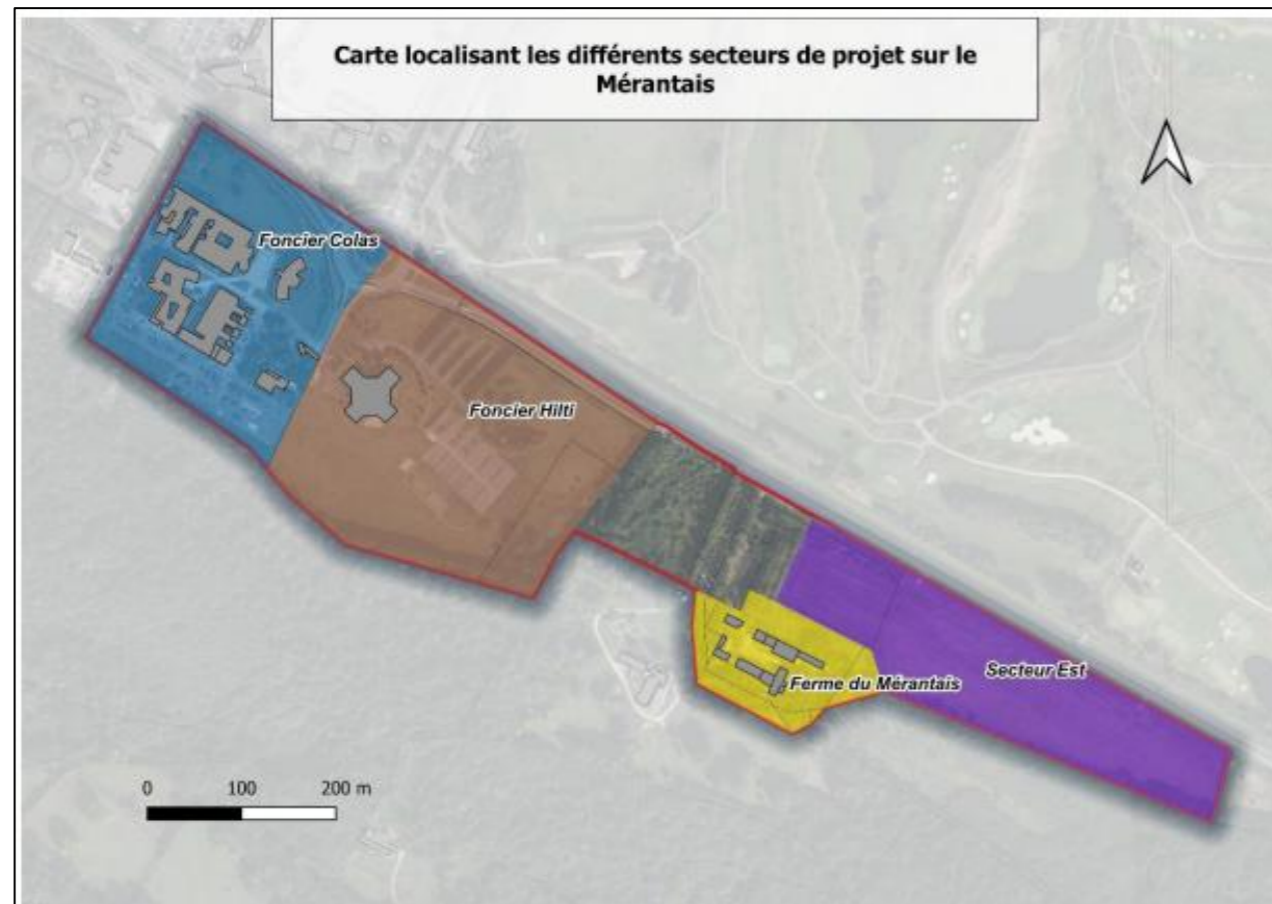 Carte localisant les différents secteurs de projet sur le
Mérantais
Foncier Colas
Foncier Hilti
Secteur Est
Ferme du Mérantais
0 100 200 m